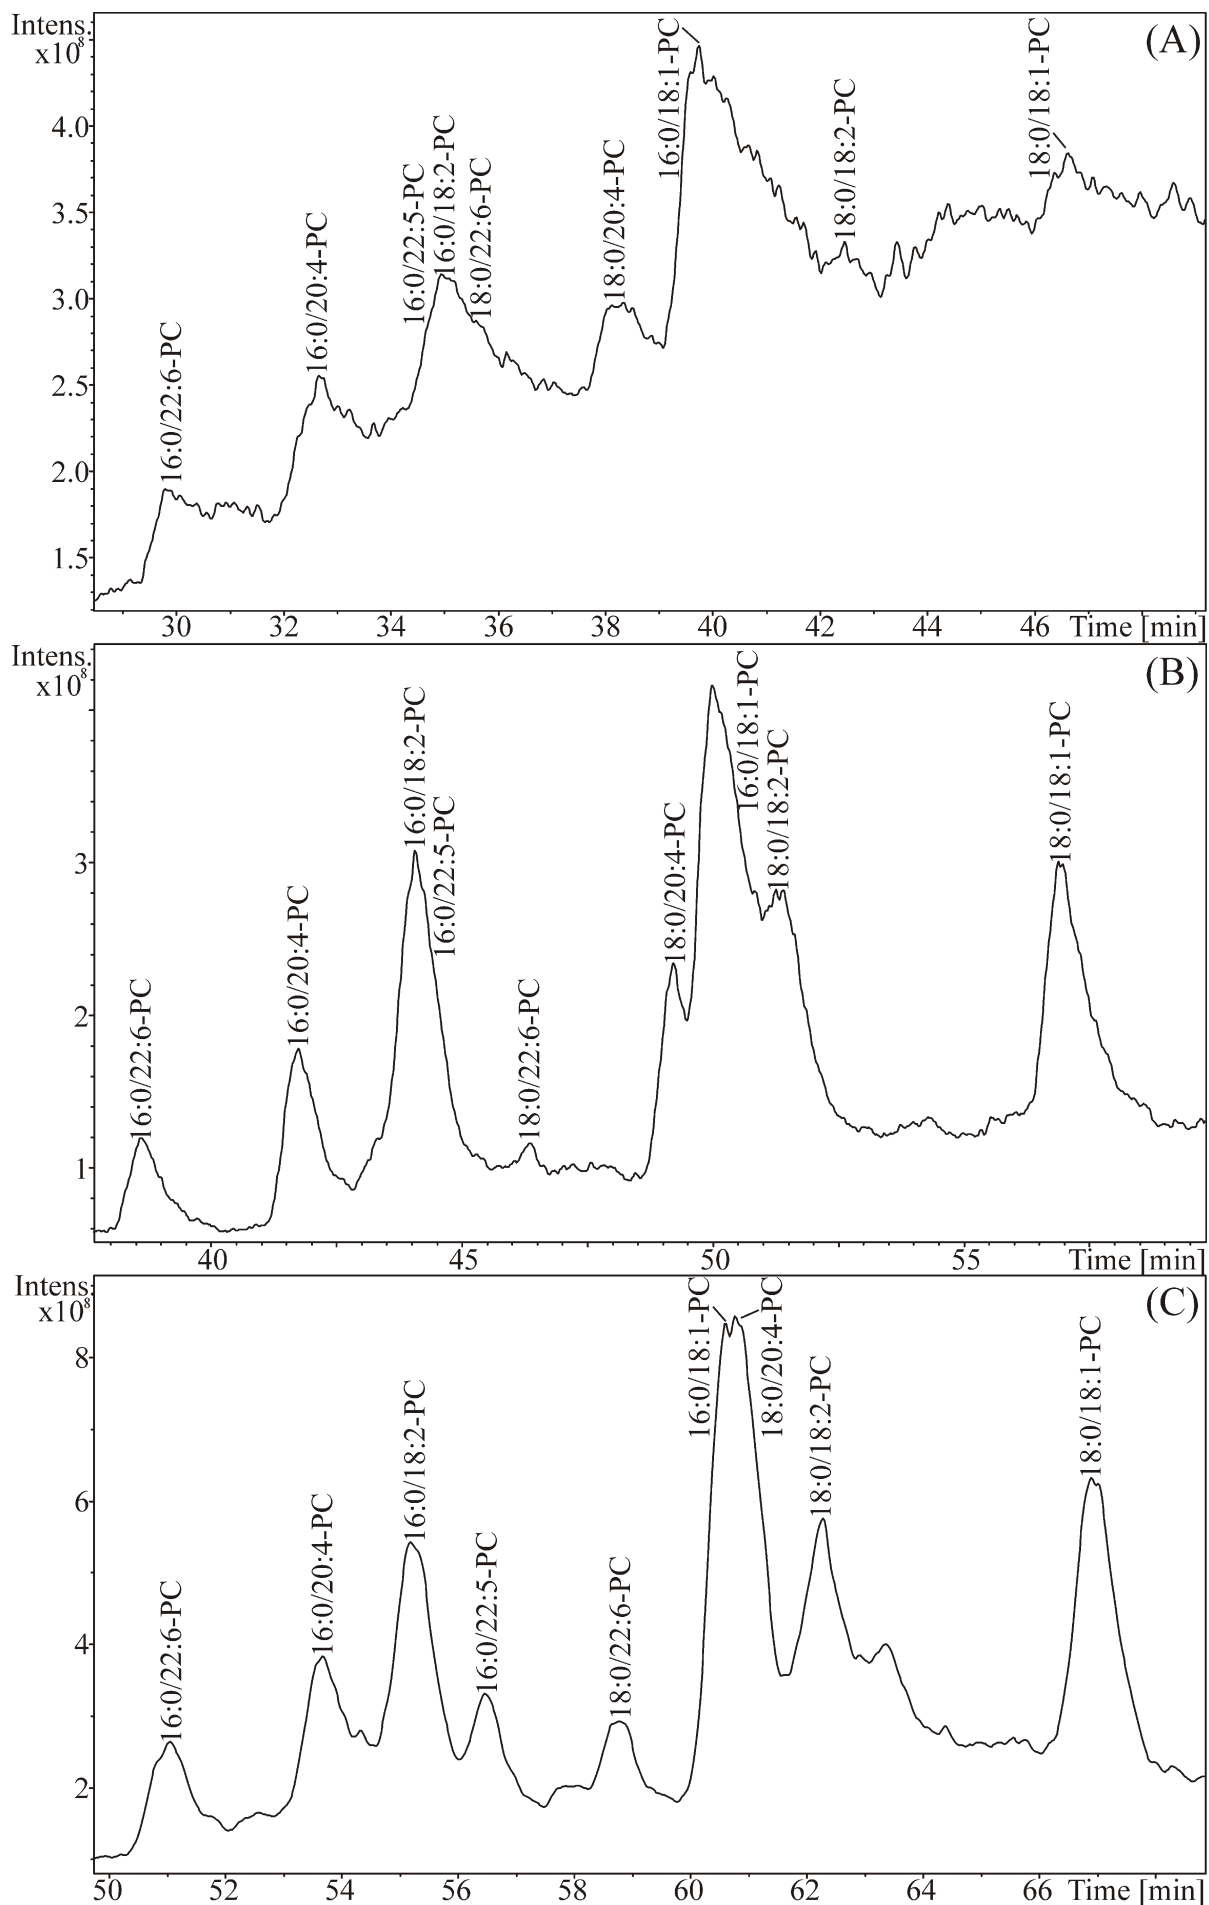 Intens.
x10⁸
(A)
16:0/22:6-PC
16:0/20:4-PC
16:0/22:5-PC
16:0/18:2-PC
18:0/22:6-PC
18:0/20:4-PC
16:0/18:1-PC
18:0/18:2-PC
18:0/18:1-PC
4.0
3.5
3.0
2.5
2.0
1.5
30 32 34 36 38 40 42 44 46 Time [min]
Intens.
x10⁸
(B)
16:0/22:6-PC
16:0/20:4-PC
16:0/18:2-PC
16:0/22:5-PC
18:0/22:6-PC
18:0/20:4-PC
16:0/18:1-PC
18:0/18:2-PC
18:0/18:1-PC
3
2
1
40 45 50 55 Time [min]
Intens.
x10⁸
(C)
16:0/22:6-PC
16:0/20:4-PC
16:0/18:2-PC
16:0/22:5-PC
18:0/22:6-PC
16:0/18:1-PC
18:0/20:4-PC
18:0/18:2-PC
18:0/18:1-PC
8
6
4
2
50 52 54 56 58 60 62 64 66 Time [min]